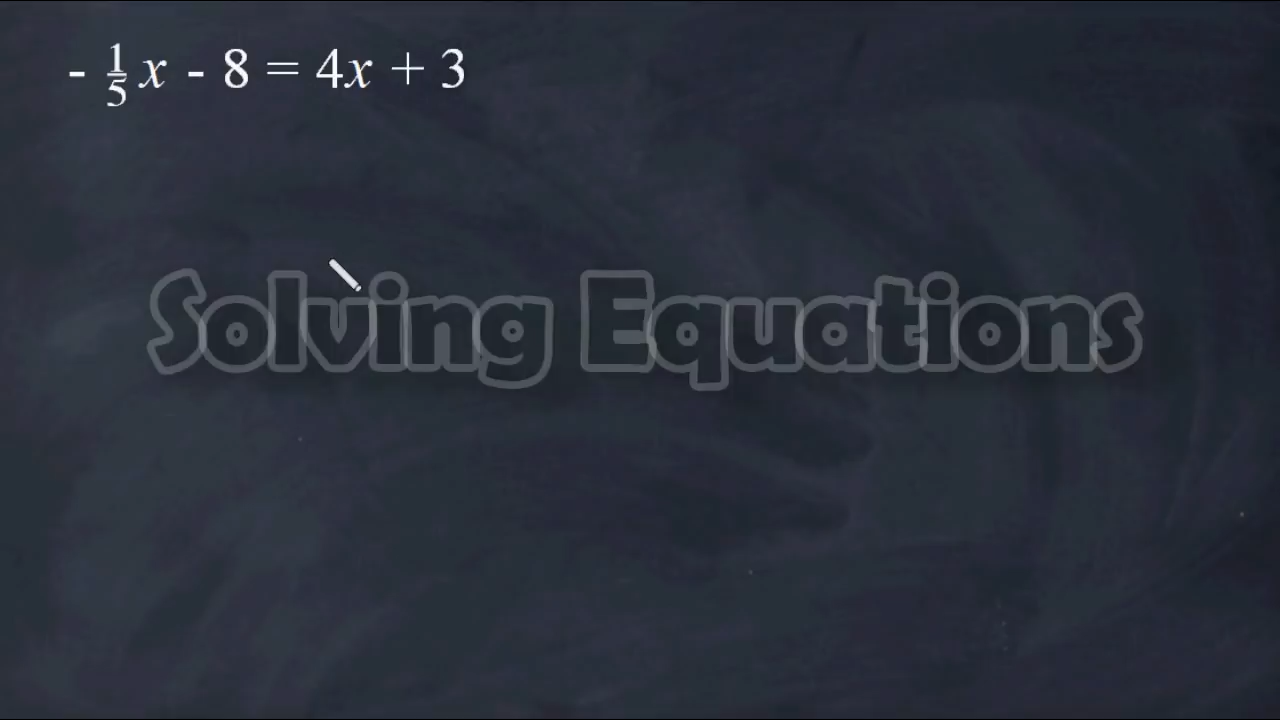 - 1/5 x - 8 = 4x + 3
Solving Equations